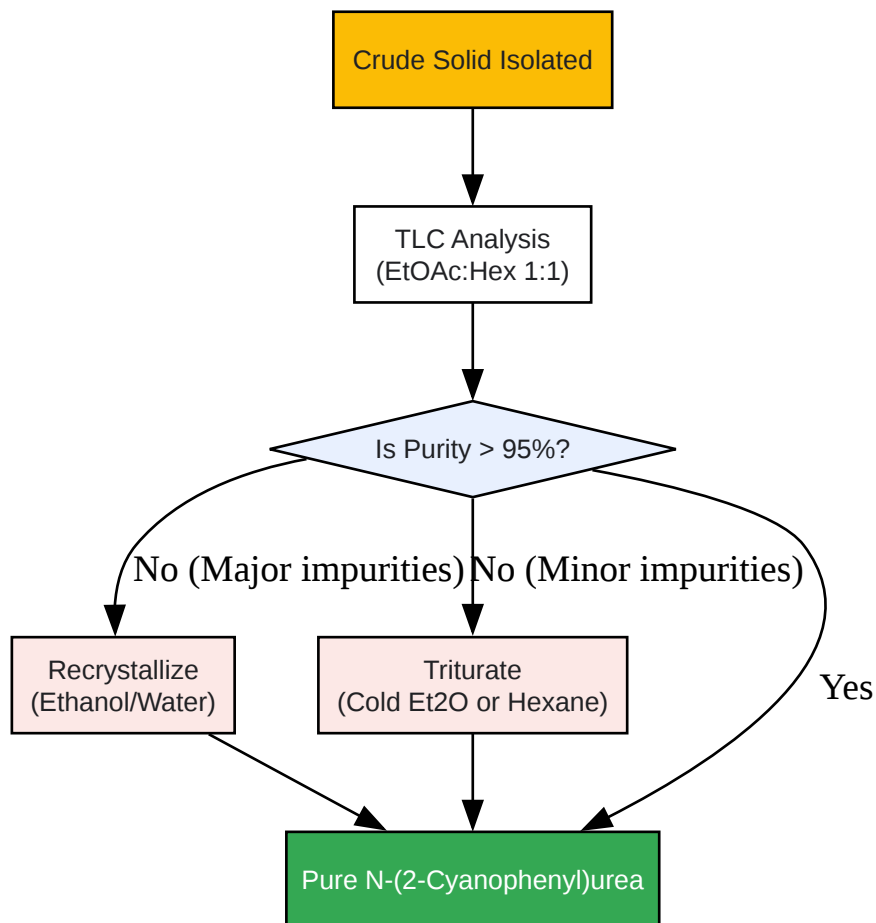 Crude Solid Isolated
TLC Analysis
(EtOAc:Hex 1:1)
Is Purity > 95%?
No (Major impurities)
No (Minor impurities)
Yes
Recrystallize
(Ethanol/Water)
Triturate
(Cold Et2O or Hexane)
Pure N-(2-Cyanophenyl)urea